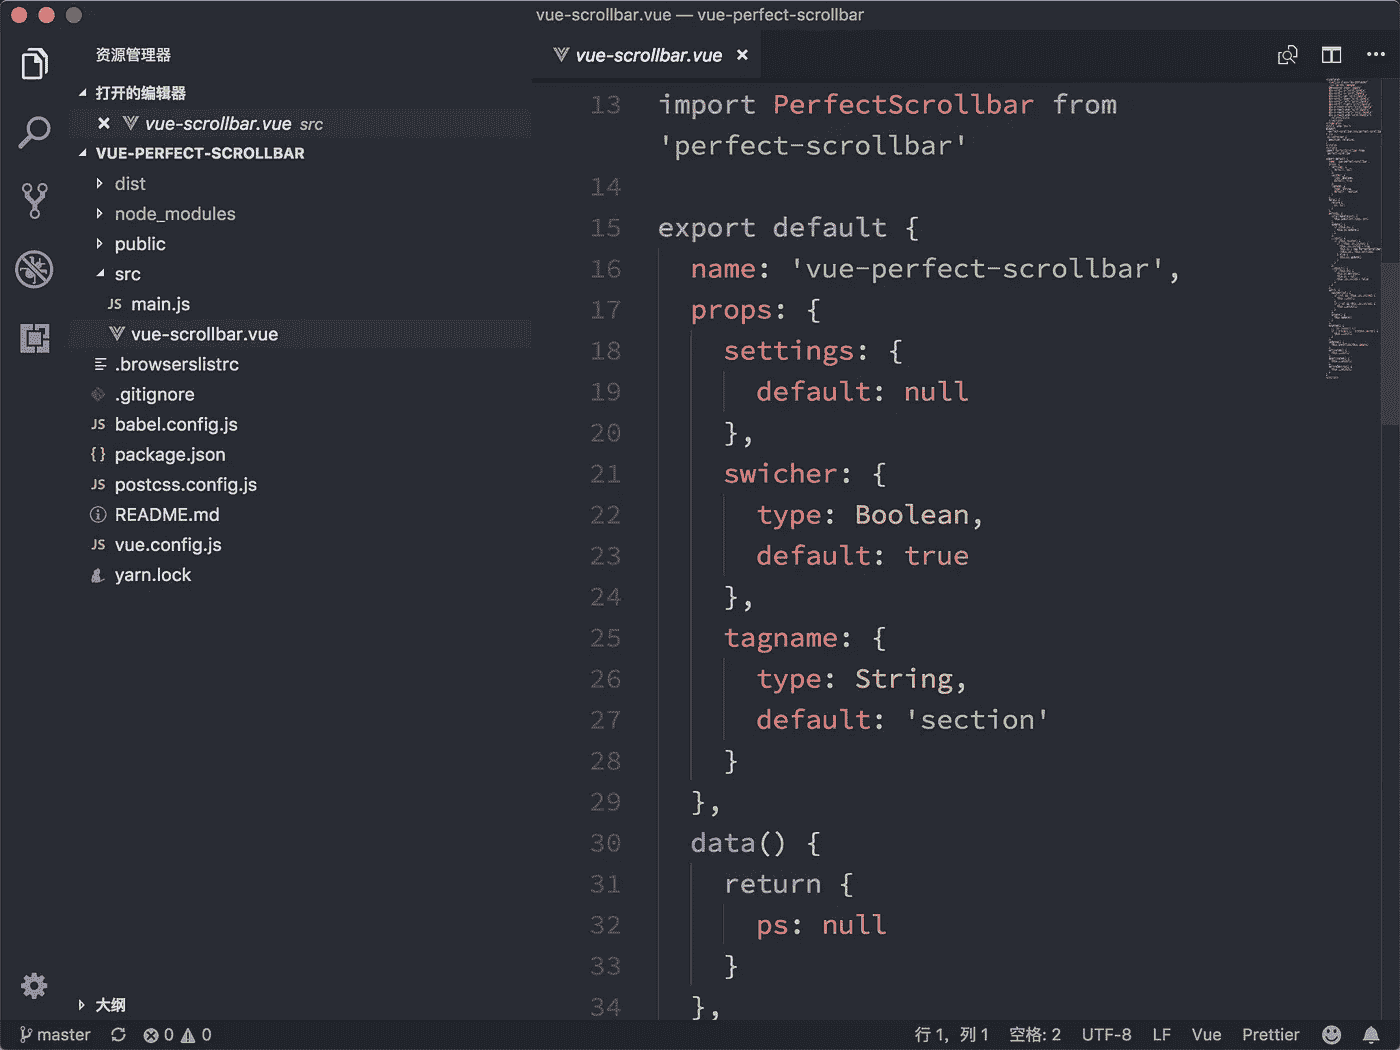 vue-scrollbar.vue — vue-perfect-scrollbar
资源管理器
打开的编辑器
vue-scrollbar.vue src
VUE-PERFECT-SCROLLBAR
dist
node_modules
public
src
JS main.js
vue-scrollbar.vue
.browserslistrc
.gitignore
JS babel.config.js
{} package.json
JS postcss.config.js
README.md
JS vue.config.js
yarn.lock
大纲
vue-scrollbar.vue
13 import PerfectScrollbar from
'perfect-scrollbar'
14
15 export default {
16 name: 'vue-perfect-scrollbar',
17 props: {
18 settings: {
19 default: null
20 },
21 swicher: {
22 type: Boolean,
23 default: true
24 },
25 tagname: {
26 type: String,
27 default: 'section'
28 }
29 },
30 data() {
31 return {
32 ps: null
33 }
34 },
master 0 0 行 1，列 1 空格: 2 UTF-8 LF Vue Prettier